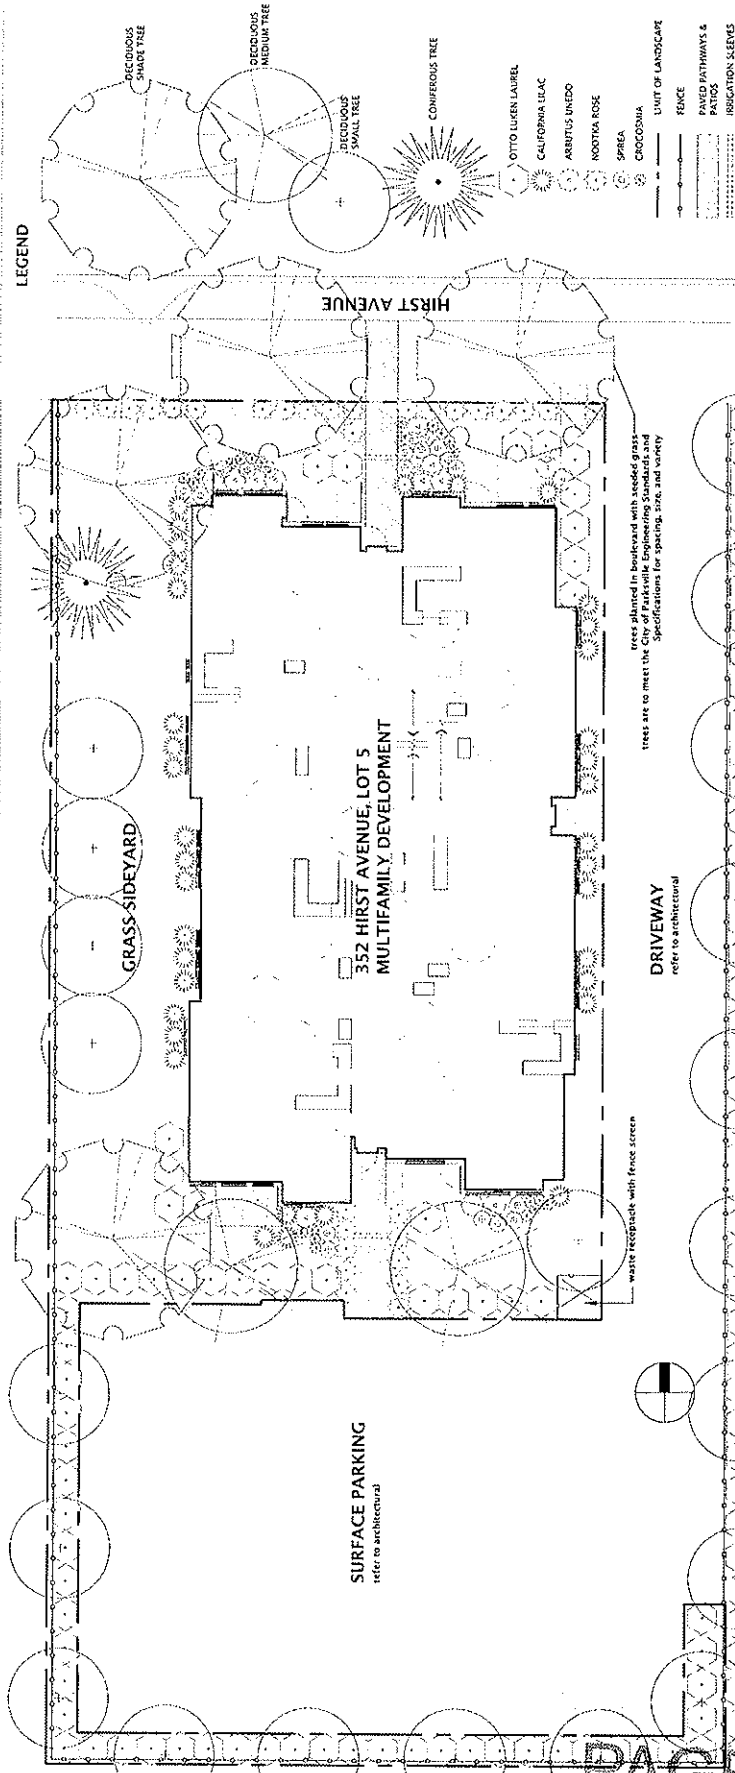 LEGEND
DECIDUOUS
SHADE TREE
DECIDUOUS
MEDIUM TREE
DECIDUOUS
SMALL TREE
CONIFEROUS TREE
OTTO LUKEN LAUREL
CALIFORNIA LILAC
ARBUTUS UNEDO
NOOTKA ROSE
SPIREA
CROCOSMIA
LIMIT OF LANDSCAPE
FENCE
PAVED PATHWAYS &
PATIOS
IRRIGATION SLEEVES
HIRST AVENUE
trees planted in boulevard with seeded grass
trees are to meet the City of Parksville Engineering Standards and
Specifications for spacing, size, and variety
GRASS SIDEYARD
352 HIRST AVENUE, LOT 5
MULTIFAMILY DEVELOPMENT
DRIVEWAY
refer to architectural
waste receptacle with fence screen
SURFACE PARKING
refer to architectural